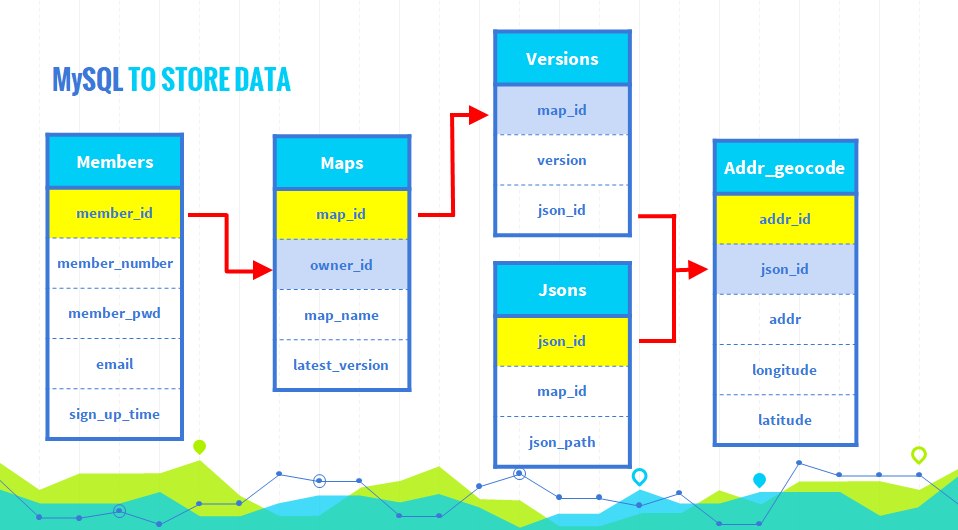 MySQL TO STORE DATA
Members
member_id
member_number
member_pwd
email
sign_up_time
Maps
map_id
owner_id
map_name
latest_version
Versions
map_id
version
json_id
Jsons
json_id
map_id
json_path
Addr_geocode
addr_id
json_id
addr
longitude
latitude